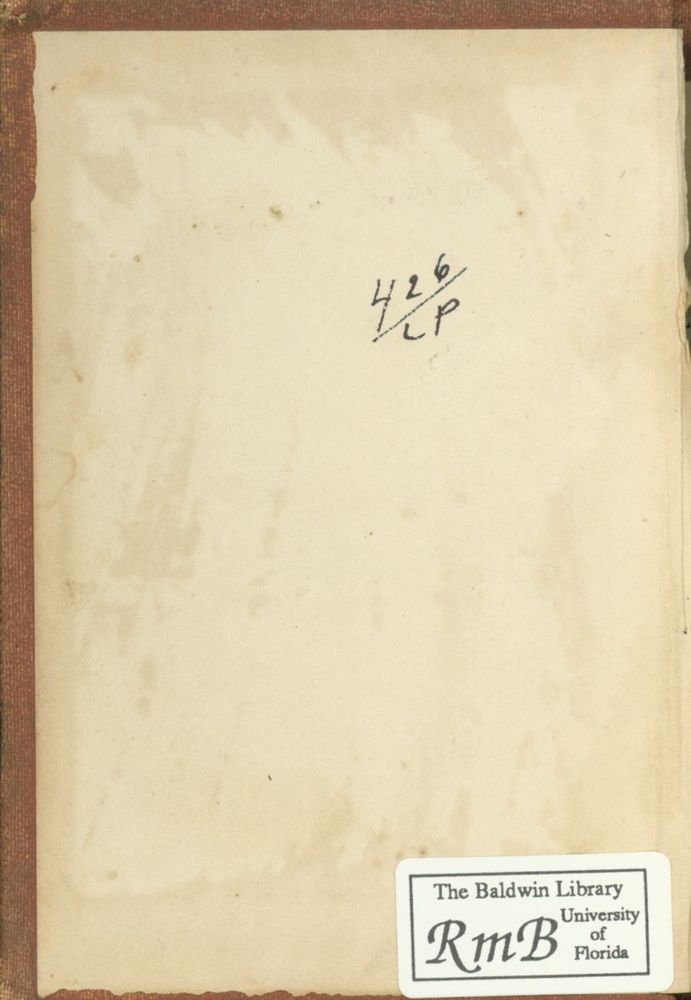 426/LP
The Baldwin Library
RmB University
of
Florida